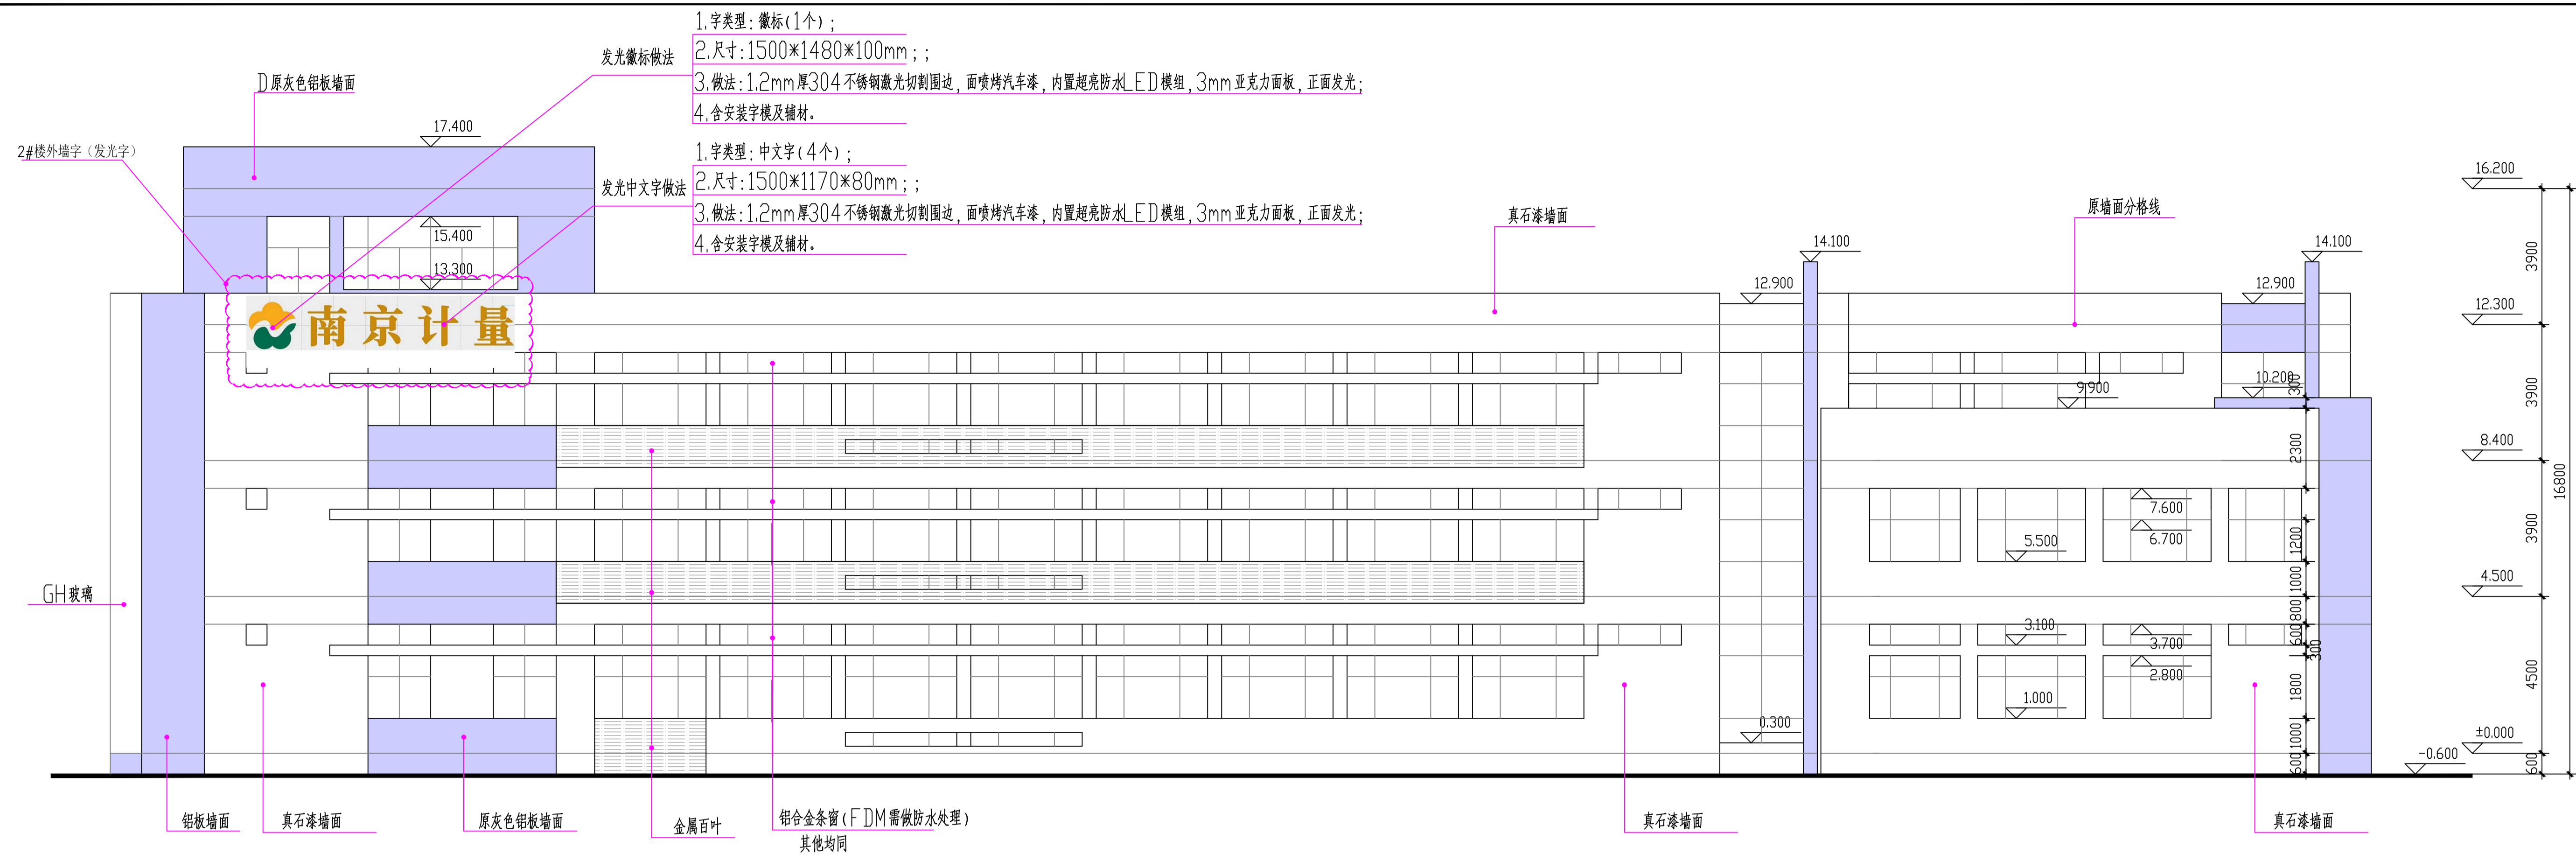 1.字类型：徽标(1个)；
发光徽标做法
2.尺寸：1500*1480*100mm；；
3.做法：1.2mm厚304不锈钢激光切割围边，面喷烤汽车漆，内置超亮防水LED模组，3mm亚克力面板，正面发光；
4.含安装字模及辅材。
D原灰色铝板墙面
17.400
2#楼外墙字（发光字）
1.字类型：中文字(4个)；
发光中文字做法
2.尺寸：1500*1170*80mm；；
3.做法：1.2mm厚304不锈钢激光切割围边，面喷烤汽车漆，内置超亮防水LED模组，3mm亚克力面板，正面发光；
4.含安装字模及辅材。
16.200
真石漆墙面
原墙面分格线
15.400
14.100
14.100
13.300
12.900
12.900
南京计量
12.300
3900
10.200
9.900
300
3900
8.400
2300
16800
7.600
6.700
5.500
1200
3900
1000
4.500
GH玻璃
800
3.100
3.700
600
300
2.800
1.000
1800
4500
0.300
1000
±0.000
-0.600
600
600
铝板墙面
真石漆墙面
原灰色铝板墙面
金属百叶
铝合金条窗(FDM需做防水处理)
其他均同
真石漆墙面
真石漆墙面